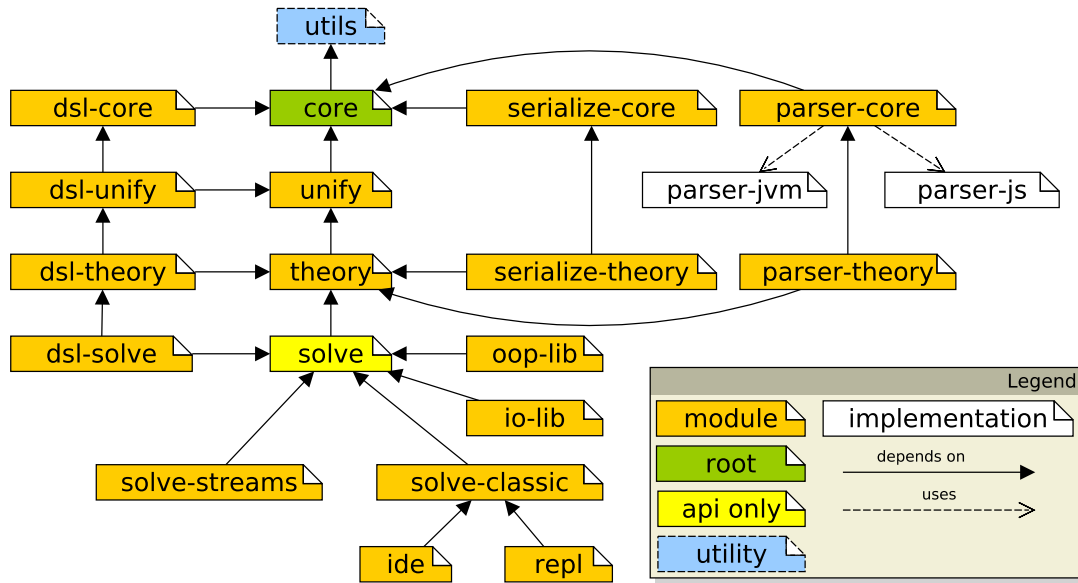 utils
dsl-core
core
serialize-core
parser-core
dsl-unify
unify
parser-jvm
parser-js
dsl-theory
theory
serialize-theory
parser-theory
dsl-solve
solve
oop-lib
io-lib
solve-streams
solve-classic
ide
repl
Legend
module
implementation
root
depends on
api only
uses
utility